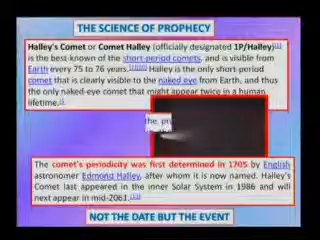 THE SCIENCE OF PROPHECY
Halley's Comet or Comet Halley (officially designated 1P/Halley)[1]
is the best-known of the short-period comets, and is visible from
Earth every 75 to 76 years. Halley is the only short-period
comet that is clearly visible to the naked eye from Earth, and thus
the only naked-eye comet that might appear twice in a human
lifetime.
the pri
The comet's periodicity was first determined in 1705 by English
astronomer Edmond Halley, after whom it is now named. Halley's
Comet last appeared in the inner Solar System in 1986 and will
next appear in mid-2061.
NOT THE DATE BUT THE EVENT